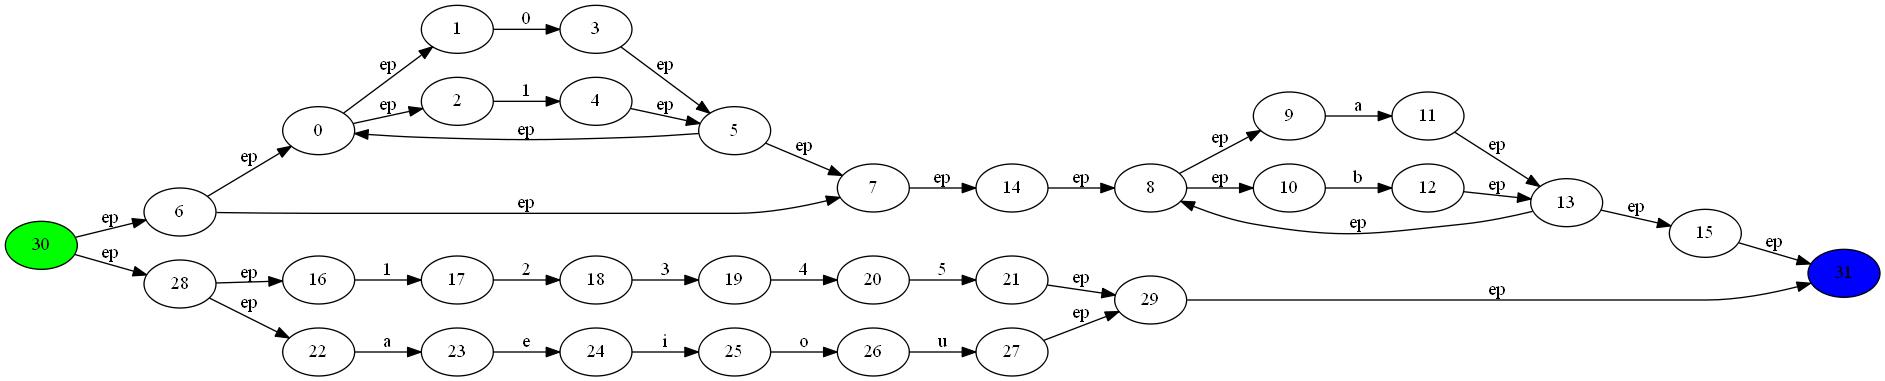 1 0 3
ep ep
ep 2 1 4 ep
0 ep 5
9 a 11
ep ep ep ep
ep 7 ep 14 ep 8 ep 10 b 12 ep
6 ep 13 ep
ep 15 ep
30 ep
ep 28 ep 16 1 17 2 18 3 19 4 20 5 21 ep 31
ep 29 ep
ep
22 a 23 e 24 i 25 o 26 u 27